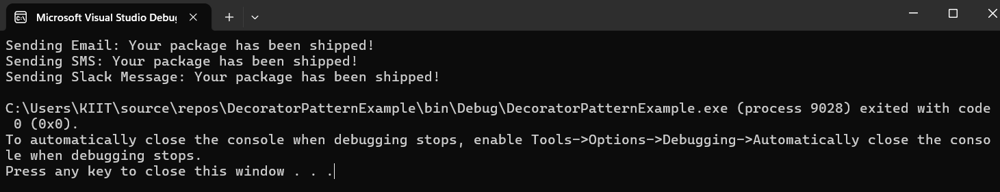 Microsoft Visual Studio Debug
Sending Email: Your package has been shipped!
Sending SMS: Your package has been shipped!
Sending Slack Message: Your package has been shipped!
C:\Users\KIIT\source\repos\DecoratorPatternExample\bin\Debug\DecoratorPatternExample.exe (process 9028) exited with code
0 (0x0).
To automatically close the console when debugging stops, enable Tools->Options->Debugging->Automatically close the conso
le when debugging stops.
Press any key to close this window . . .